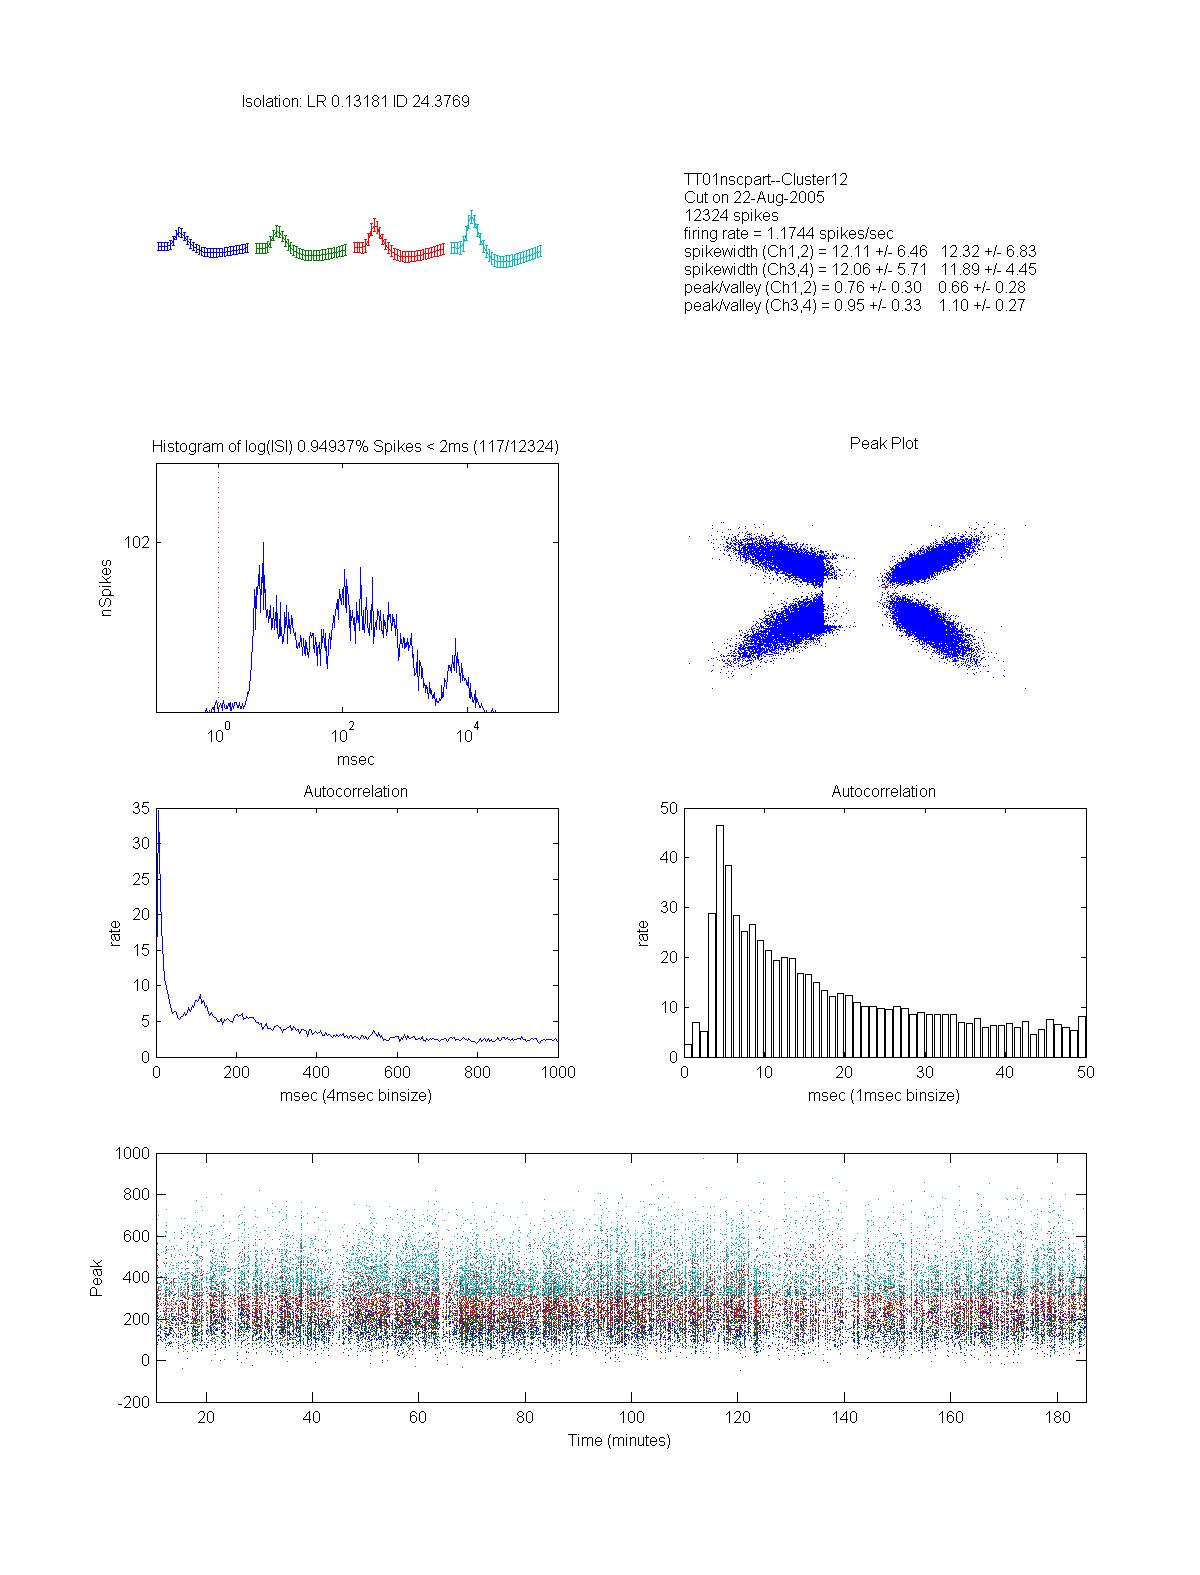 Isolation: LR 0.13181 ID 24.3769
TT01nscpart--Cluster12
Cut on 22-Aug-2005
12324 spikes
firing rate = 1.1744 spikes/sec
spikewidth (Ch1,2) = 12.11 +/- 6.46 12.32 +/- 6.83
spikewidth (Ch3,4) = 12.06 +/- 5.71 11.89 +/- 4.45
peak/valley (Ch1,2) = 0.76 +/- 0.30 0.66 +/- 0.28
peak/valley (Ch3,4) = 0.95 +/- 0.33 1.10 +/- 0.27
Histogram of log(ISI) 0.94937% Spikes < 2ms (117/12324)
102
nSpikes
10^0 10^2 10^4
msec
Peak Plot
Autocorrelation
35
30
25
20
15
10
5
0
rate
0 200 400 600 800 1000
msec (4msec binsize)
Autocorrelation
50
40
30
20
10
0
rate
0 10 20 30 40 50
msec (1msec binsize)
1000
800
600
400
200
0
-200
Peak
20 40 60 80 100 120 140 160 180
Time (minutes)